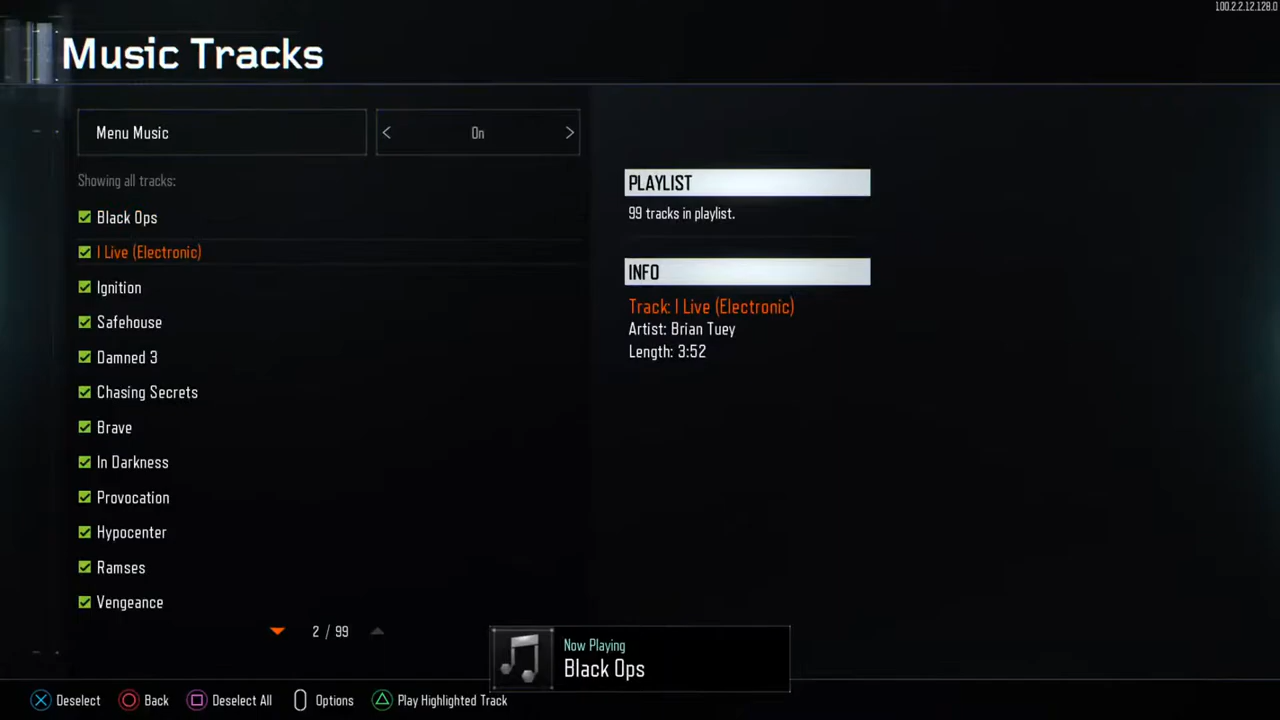 100.2.2.12.128.0
Music Tracks
Menu Music
On
Showing all tracks:
Black Ops
I Live (Electronic)
Ignition
Safehouse
Damned 3
Chasing Secrets
Brave
In Darkness
Provocation
Hypocenter
Ramses
Vengeance
2 / 99
PLAYLIST
99 tracks in playlist.
INFO
Track: I Live (Electronic)
Artist: Brian Tuey
Length: 3:52
Now Playing
Black Ops
Deselect Back Deselect All Options Play Highlighted Track